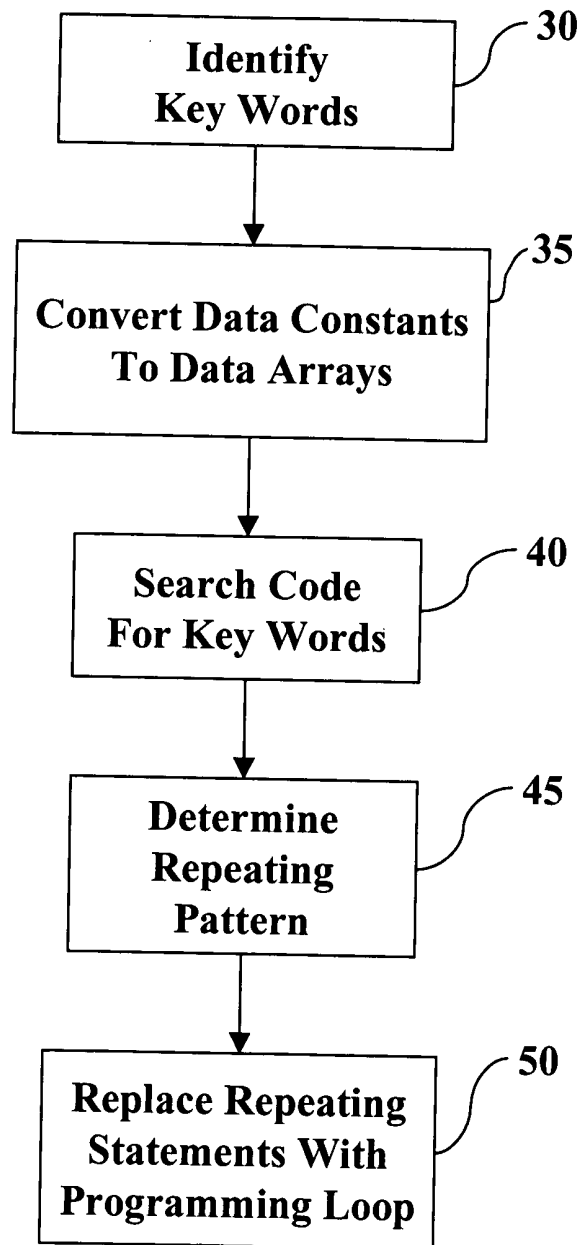 30
Identify
Key Words
35
Convert Data Constants
To Data Arrays
40
Search Code
For Key Words
45
Determine
Repeating
Pattern
50
Replace Repeating
Statements With
Programming Loop